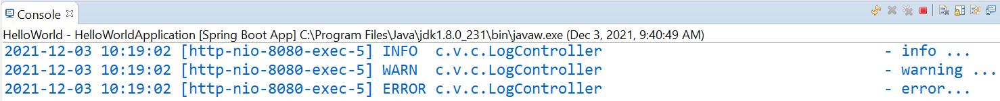 Console
HelloWorld - HelloWorldApplication [Spring Boot App] C:\Program Files\Java\jdk1.8.0_231\bin\javaw.exe (Dec 3, 2021, 9:40:49 AM)
2021-12-03 10:19:02 [http-nio-8080-exec-5] INFO  c.v.c.LogController - info ...
2021-12-03 10:19:02 [http-nio-8080-exec-5] WARN  c.v.c.LogController - warning ...
2021-12-03 10:19:02 [http-nio-8080-exec-5] ERROR c.v.c.LogController - error...